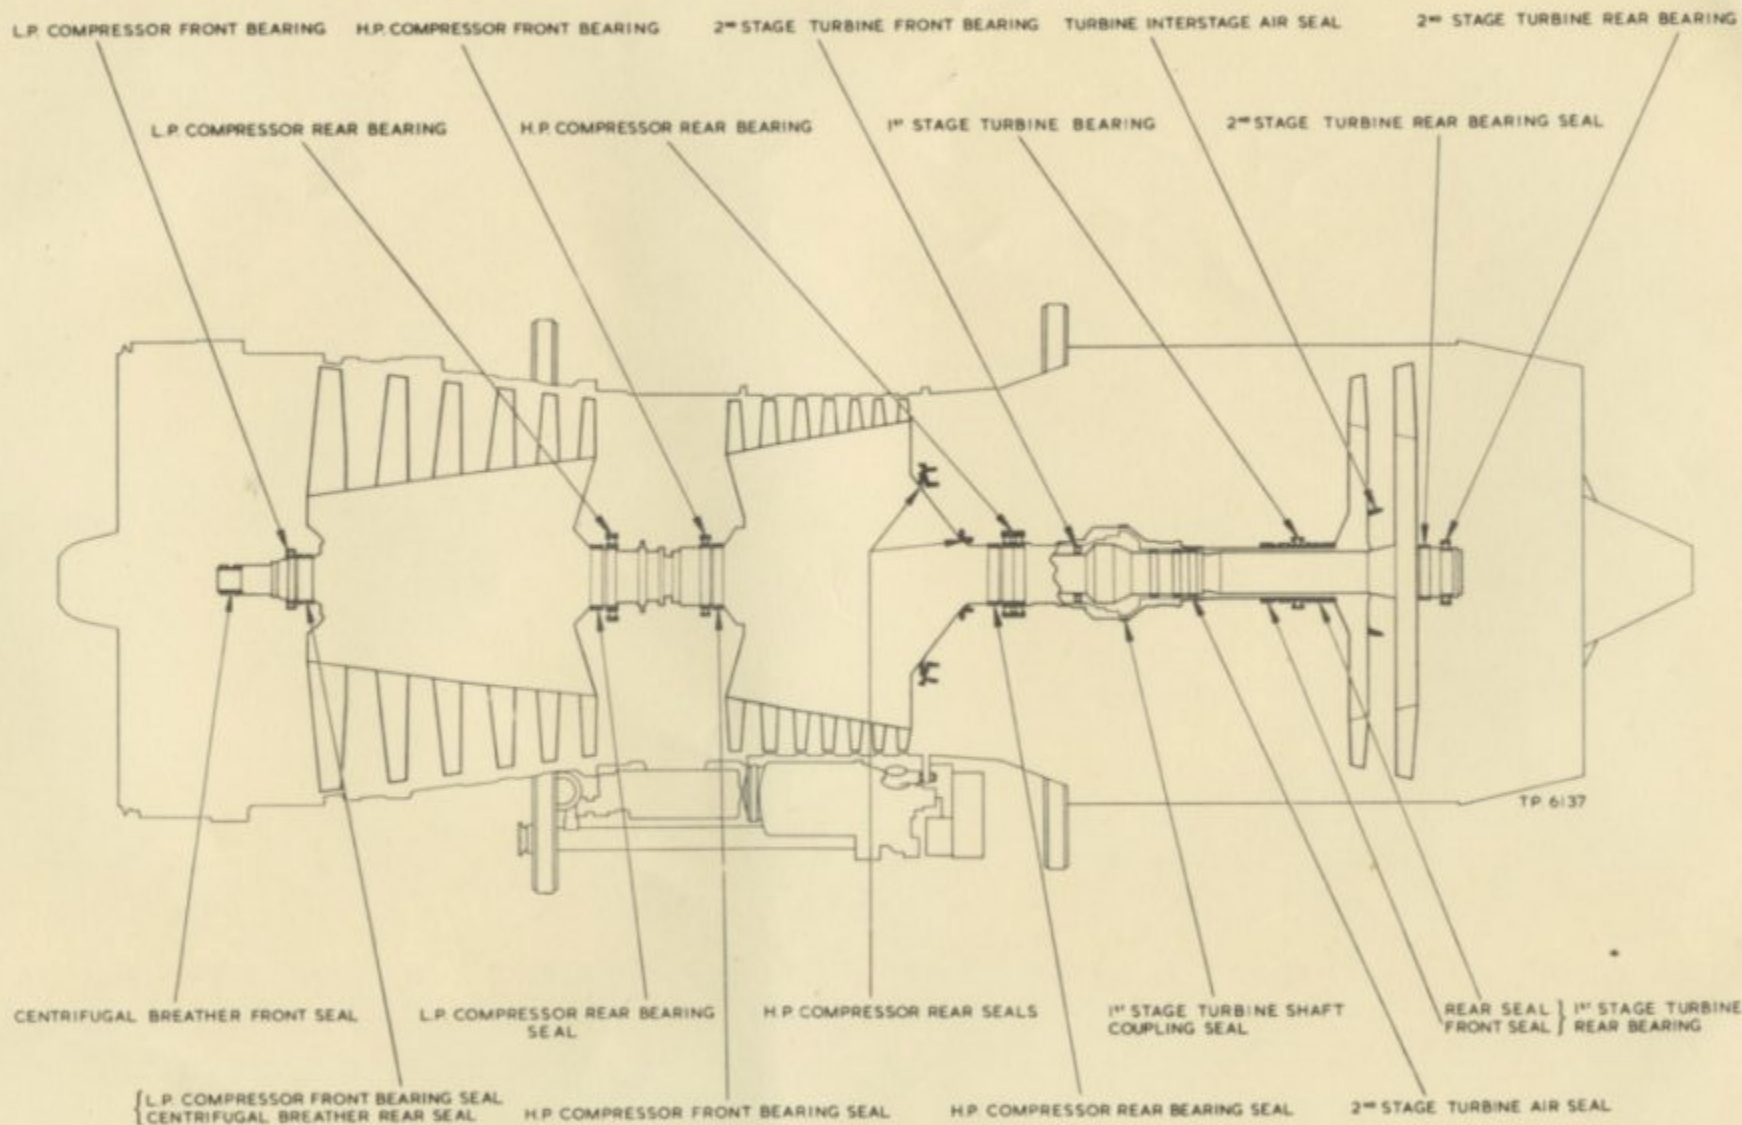 L.P. COMPRESSOR FRONT BEARING
H.P. COMPRESSOR FRONT BEARING
2ND STAGE TURBINE FRONT BEARING
TURBINE INTERSTAGE AIR SEAL
2ND STAGE TURBINE REAR BEARING
L.P. COMPRESSOR REAR BEARING
H.P. COMPRESSOR REAR BEARING
1ST STAGE TURBINE BEARING
2ND STAGE TURBINE REAR BEARING SEAL
TP. 6137
CENTRIFUGAL BREATHER FRONT SEAL
L.P. COMPRESSOR REAR BEARING
SEAL
H.P COMPRESSOR REAR SEALS
1ST STAGE TURBINE SHAFT
COUPLING SEAL
REAR SEAL } 1ST STAGE TURBINE
FRONT SEAL } REAR BEARING
{ L.P. COMPRESSOR FRONT BEARING SEAL
CENTRIFUGAL BREATHER REAR SEAL
H.P COMPRESSOR FRONT BEARING SEAL
H.P COMPRESSOR REAR BEARING SEAL
2ND STAGE TURBINE AIR SEAL